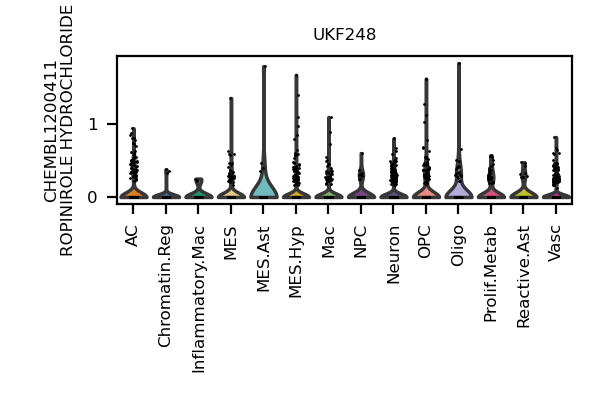 UKF248
CHEMBL1200411
ROPINIROLE HYDROCHLORIDE
1
0
AC
Chromatin.Reg
Inflammatory.Mac
MES
MES.Ast
MES.Hyp
Mac
NPC
Neuron
OPC
Oligo
Prolif.Metab
Reactive.Ast
Vasc